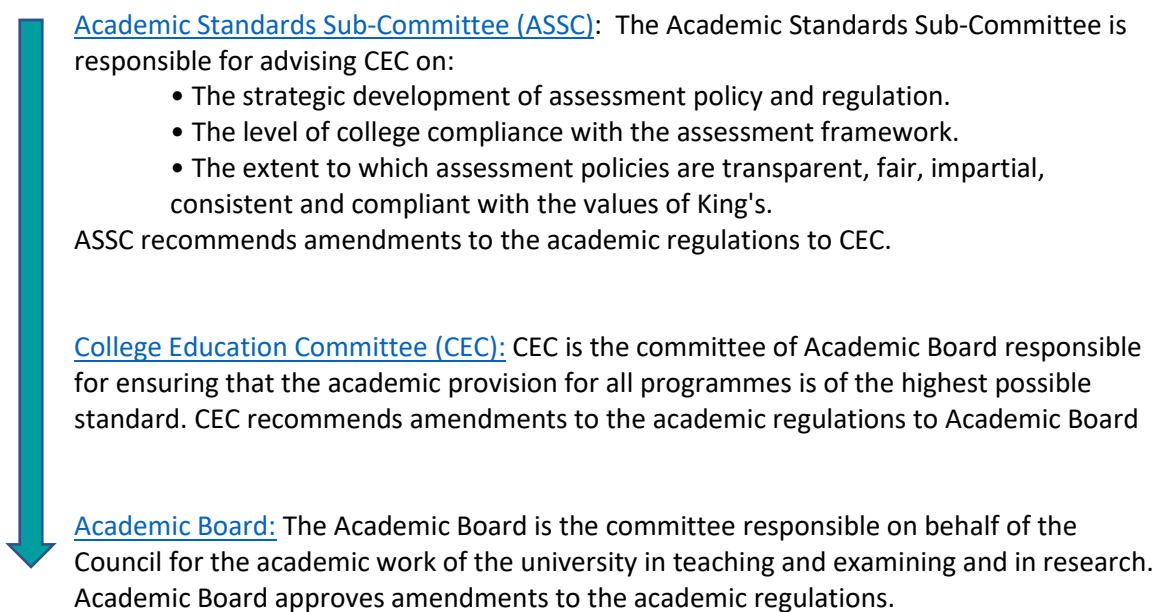 Academic Standards Sub-Committee (ASSC): The Academic Standards Sub-Committee is
responsible for advising CEC on:
• The strategic development of assessment policy and regulation.
• The level of college compliance with the assessment framework.
• The extent to which assessment policies are transparent, fair, impartial,
consistent and compliant with the values of King's.
ASSC recommends amendments to the academic regulations to CEC.
College Education Committee (CEC): CEC is the committee of Academic Board responsible
for ensuring that the academic provision for all programmes is of the highest possible
standard. CEC recommends amendments to the academic regulations to Academic Board
Academic Board: The Academic Board is the committee responsible on behalf of the
Council for the academic work of the university in teaching and examining and in research.
Academic Board approves amendments to the academic regulations.